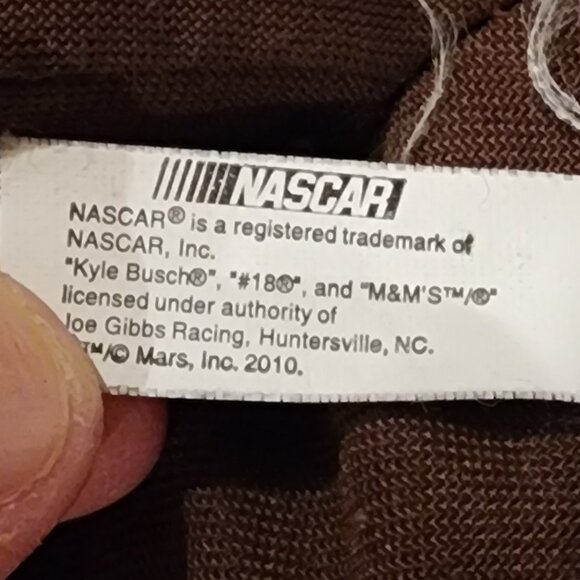 NASCAR
NASCAR® is a registered trademark of
NASCAR, Inc.
"Kyle Busch®", "#18®", and "M&M'S™/®"
licensed under authority of
Joe Gibbs Racing, Huntersville, NC.
™/© Mars, Inc. 2010.